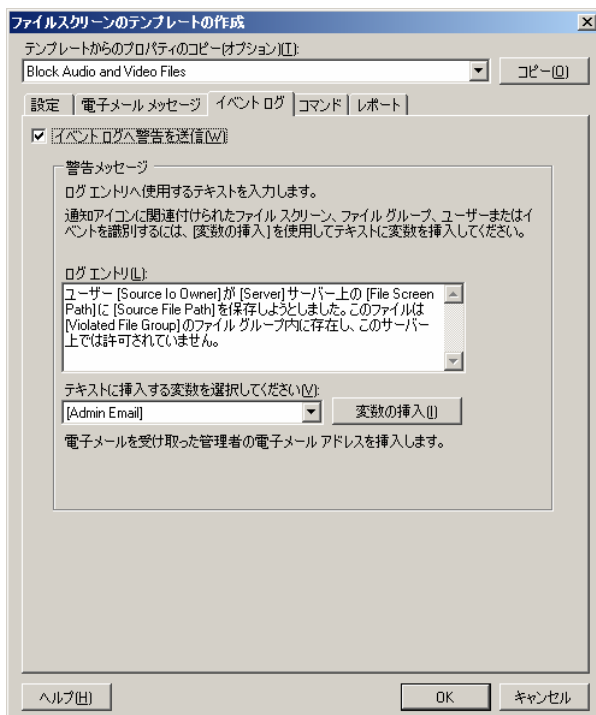 ファイルスクリーンのテンプレートの作成
テンプレートからのプロパティのコピー(オプション)(T):
Block Audio and Video Files
コピー(O)
設定
電子メール メッセージ
イベント ログ
コマンド
レポート
イベント ログへ警告を送信(W)
警告メッセージ
ログ エントリへ使用するテキストを入力します。
通知アイコンに関連付けられたファイル スクリーン、ファイル グループ、ユーザーまたはイ
ベントを識別するには、[変数の挿入] を使用してテキストに変数を挿入してください。
ログ エントリ(L):
ユーザー [Source Io Owner] が [Server] サーバー上の [File Screen
Path] に [Source File Path] を保存しようとしました。このファイルは
[Violated File Group] のファイル グループ内に存在し、このサーバー
上では許可されていません。
テキストに挿入する変数を選択してください(V):
[Admin Email]
変数の挿入(I)
電子メールを受け取った管理者の電子メール アドレスを挿入します。
ヘルプ(H)
OK
キャンセル